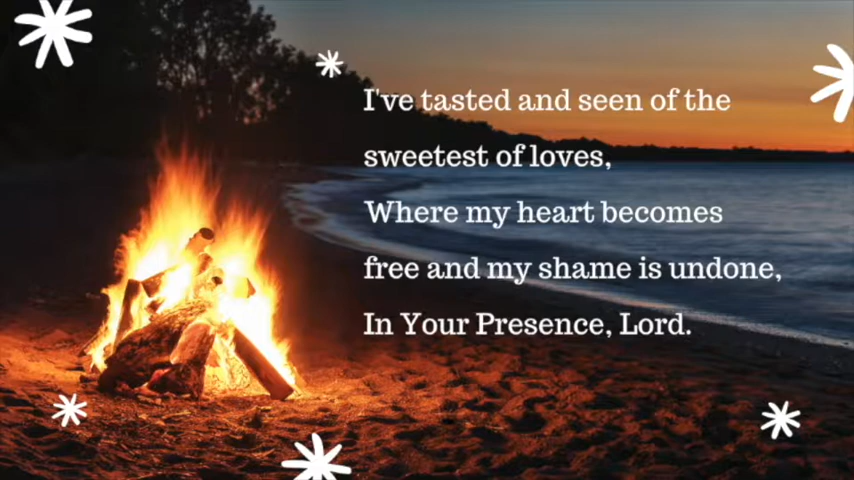 I've tasted and seen of the
sweetest of loves,
Where my heart becomes
free and my shame is undone,
In Your Presence, Lord.